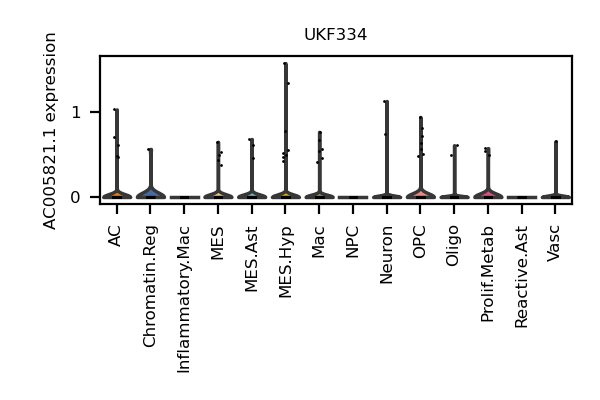 UKF334
AC005821.1 expression
1
0
AC
Chromatin.Reg
Inflammatory.Mac
MES
MES.Ast
MES.Hyp
Mac
NPC
Neuron
OPC
Oligo
Prolif.Metab
Reactive.Ast
Vasc